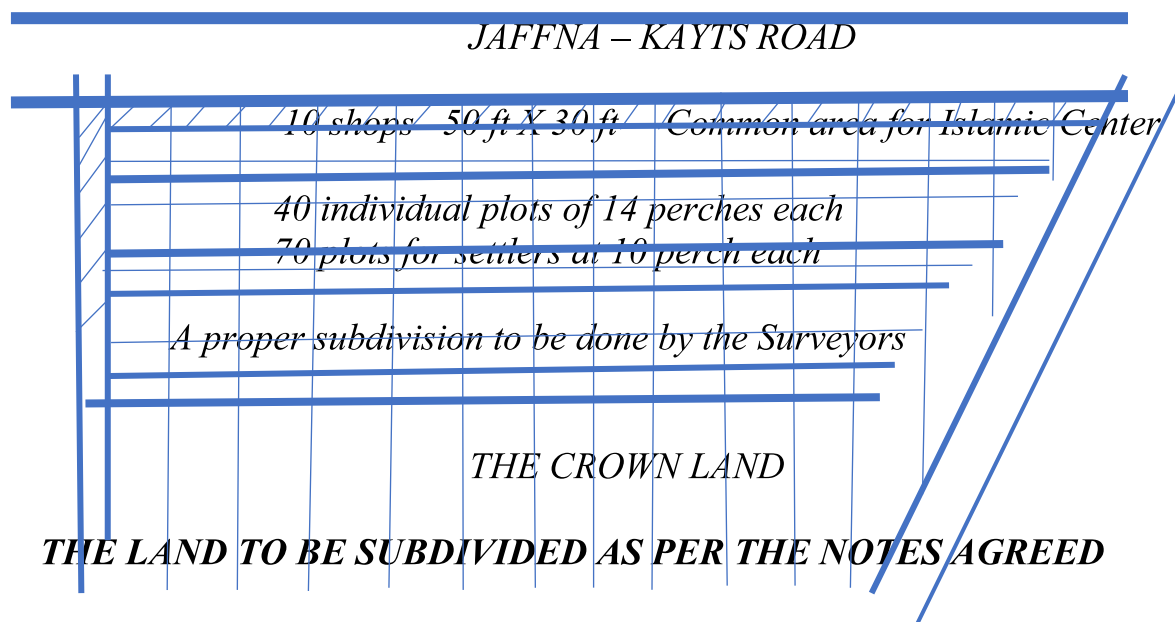 JAFFNA – KAYTS ROAD
10 shops 50 ft X 30 ft Common area for Islamic Center
40 individual plots of 14 perches each
70 plots for settlers at 10 perch each
A proper subdivision to be done by the Surveyors
THE CROWN LAND
THE LAND TO BE SUBDIVIDED AS PER THE NOTES AGREED